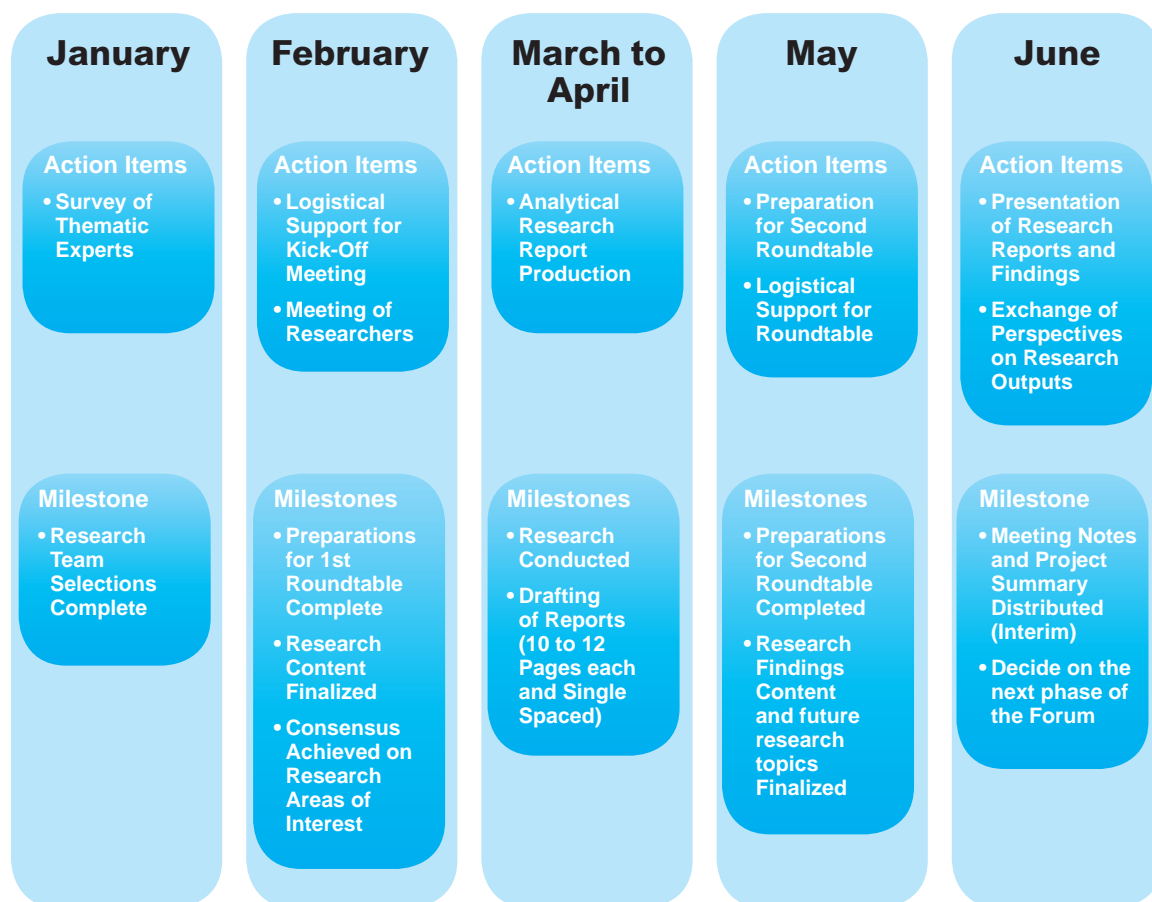 January
Action Items
• Survey of
Thematic
Experts
Milestone
• Research
Team
Selections
Complete
February
Action Items
• Logistical
Support for
Kick-Off
Meeting
• Meeting of
Researchers
Milestones
• Preparations
for 1st
Roundtable
Complete
• Research
Content
Finalized
• Consensus
Achieved on
Research
Areas of
Interest
March to
April
Action Items
• Analytical
Research
Report
Production
Milestones
• Research
Conducted
• Drafting
of Reports
(10 to 12
Pages each
and Single
Spaced)
May
Action Items
• Preparation
for Second
Roundtable
• Logistical
Support for
Roundtable
Milestones
• Preparations
for Second
Roundtable
Completed
• Research
Findings
Content
and future
research
topics
Finalized
June
Action Items
• Presentation
of Research
Reports and
Findings
• Exchange of
Perspectives
on Research
Outputs
Milestone
• Meeting Notes
and Project
Summary
Distributed
(Interim)
• Decide on the
next phase of
the Forum